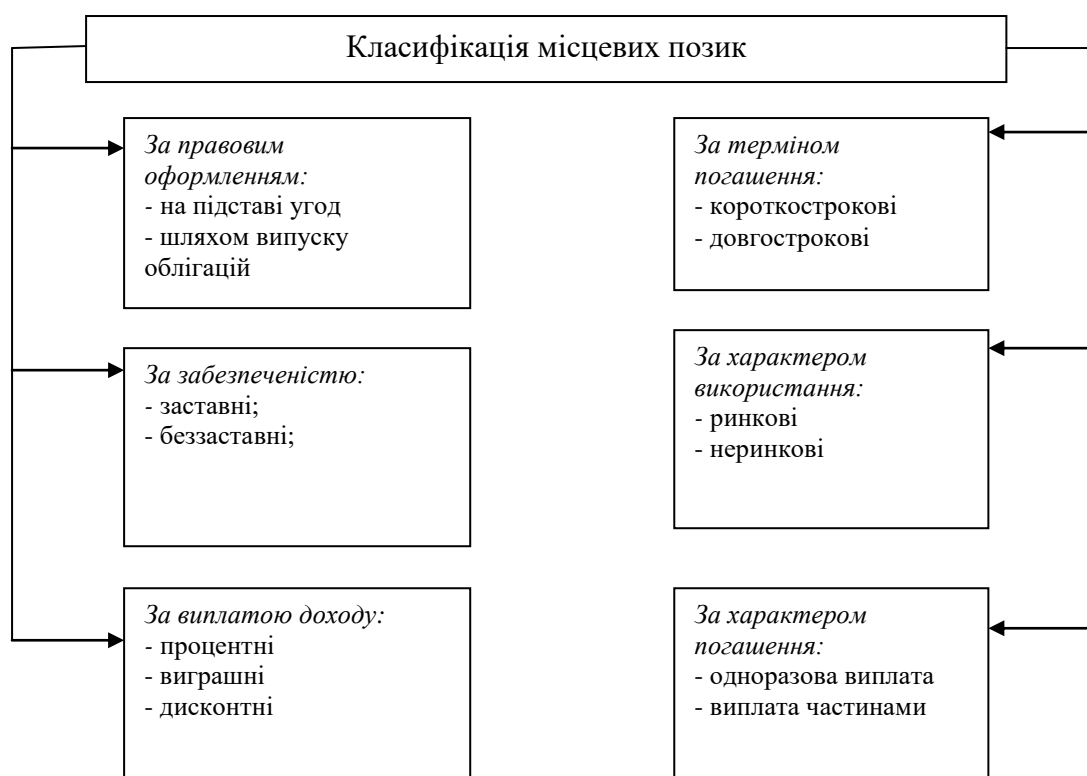 Класифікація місцевих позик
За правовим
оформленням:
- на підставі угод
- шляхом випуску
облігацій
За терміном
погашення:
- короткострокові
- довгострокові
За забезпеченістю:
- заставні;
- беззаставні;
За характером
використання:
- ринкові
- неринкові
За виплатою доходу:
- процентні
- виграшні
- дисконтні
За характером
погашення:
- одноразова виплата
- виплата частинами